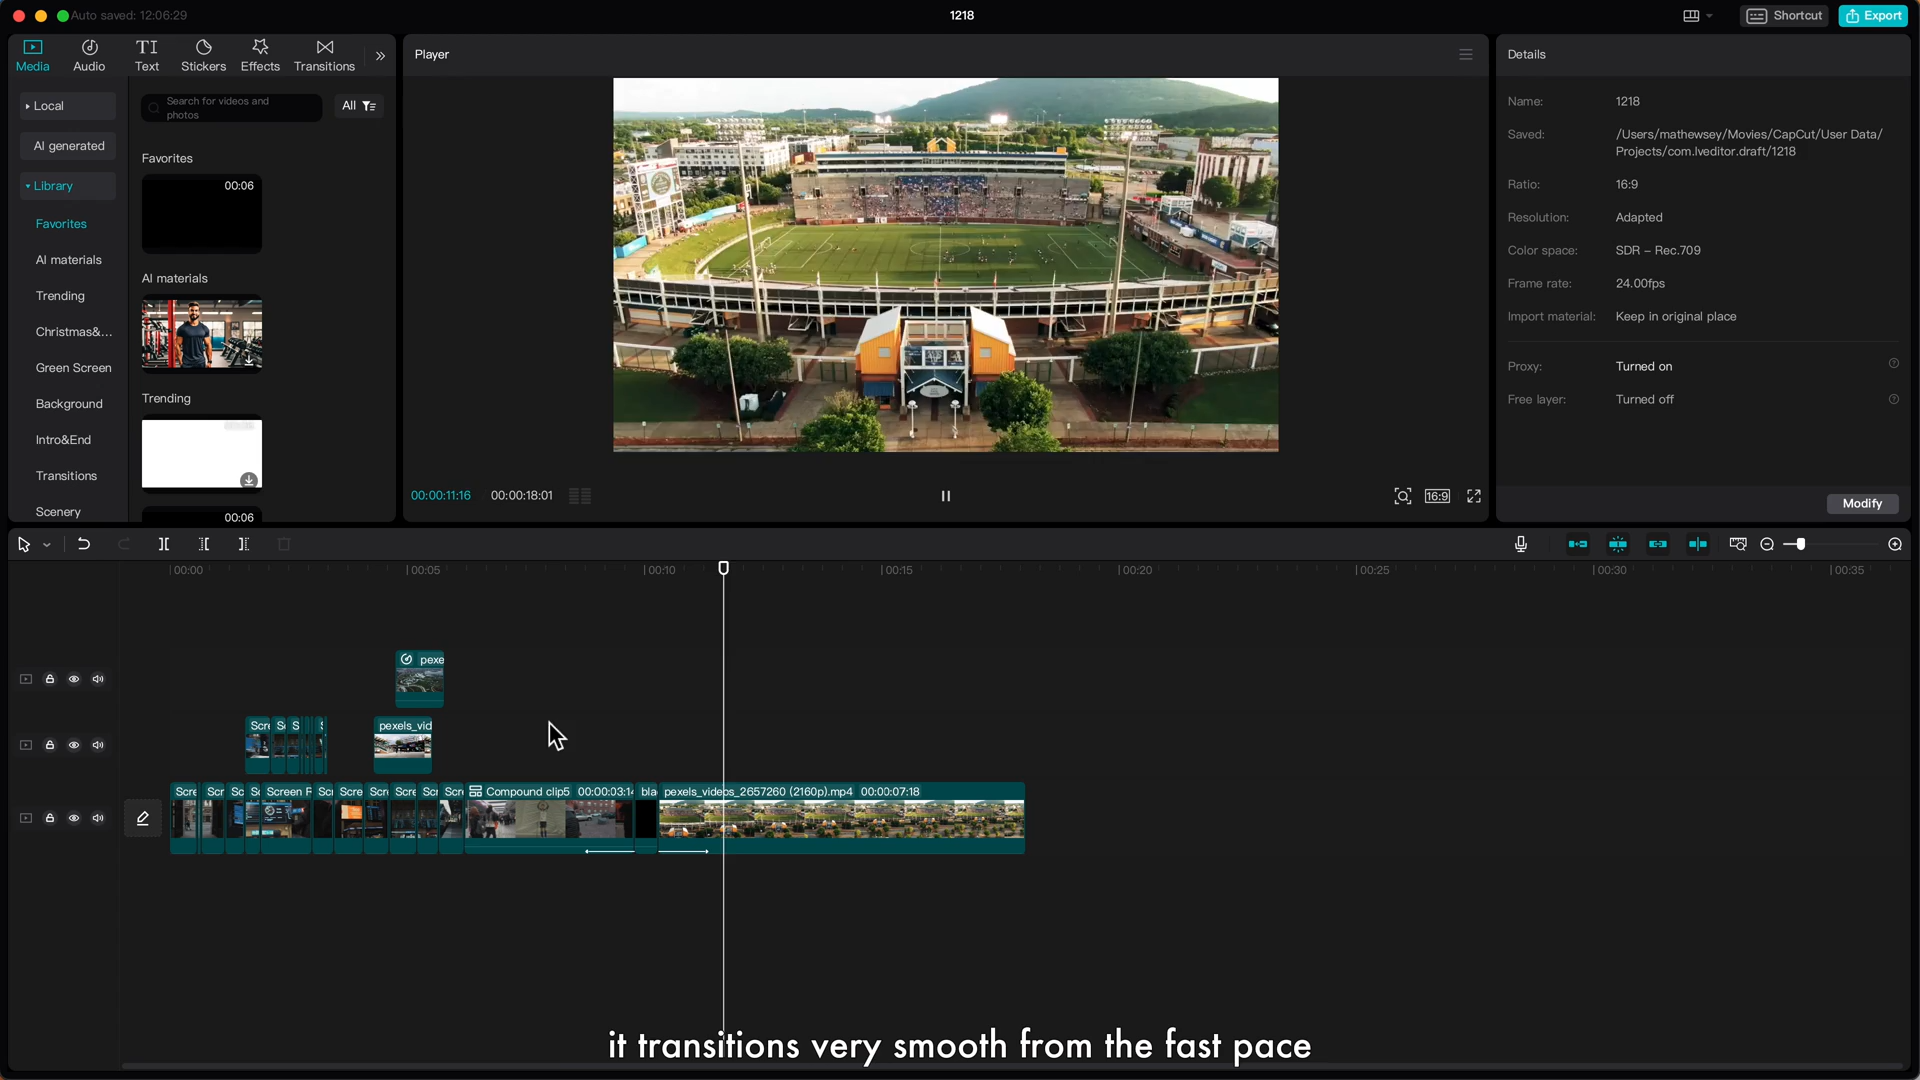 Auto saved: 12:06:29
1218
Shortcut
Export
Media
Audio
TI
Text
Stickers
Effects
Transitions
Player
Details
Local
AI generated
Library
Favorites
AI materials
Trending
Christmas&...
Green Screen
Background
Intro&End
Transitions
Scenery
Search for videos and
photos
All
Favorites
00:06
AI materials
Trending
00:06
00:00:11:16
00:00:18:01
16:9
Name: 1218
Saved: /Users/mathewsey/Movies/CapCut/User Data/
Projects/com.lveditor.draft/1218
Ratio: 16:9
Resolution: Adapted
Color space: SDR – Rec.709
Frame rate: 24.00fps
Import material: Keep in original place
Proxy: Turned on
Free layer: Turned off
Modify
00:00
00:05
00:10
00:15
00:20
00:25
00:30
00:35
pexe
Scre
S
pexels_vid
Scre
Scr
Sc
Sc
Screen F
Scr
Scre
Scre
Scre
Scr
Scre
Compound clip5 00:00:03:14
bla
pexels_videos_2657260 (2160p).mp4 00:00:07:18
it transitions very smooth from the fast pace